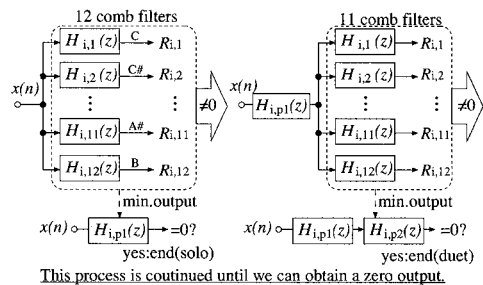 12 comb filters
11 comb filters
H i,1 (z) C R i,1
H i,1 (z) R i,1
H i,2 (z) C# R i,2
H i,2 (z) R i,2
x(n)
x(n) H i,p1 (z)
≠0
≠0
H i,11 (z) A# R i,11
H i,11 (z) R i,11
H i,12 (z) B R i,12
H i,12 (z) R i,12
min.output
min.output
x(n) H i,p1 (z) =0?
x(n) H i,p1 (z) H i,p2 (z) =0?
yes:end(solo)
yes:end(duet)
This process is coutinued until we can obtain a zero output.